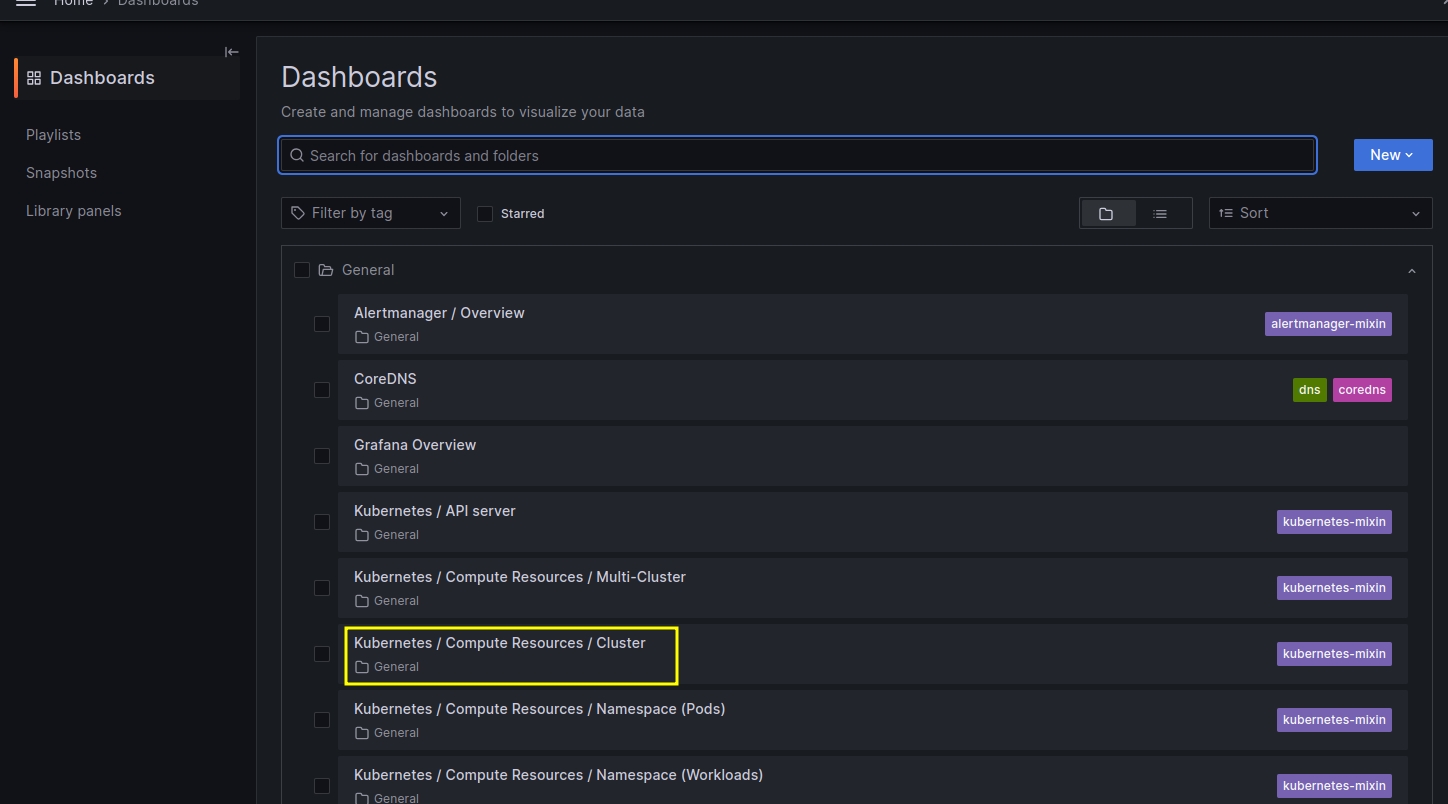 Home › Dashboards
Dashboards
Playlists
Snapshots
Library panels
Dashboards
Create and manage dashboards to visualize your data
Search for dashboards and folders
New
Filter by tag
Starred
Sort
General
Alertmanager / Overview
General
alertmanager-mixin
CoreDNS
General
dns coredns
Grafana Overview
General
Kubernetes / API server
General
kubernetes-mixin
Kubernetes / Compute Resources / Multi-Cluster
General
kubernetes-mixin
Kubernetes / Compute Resources / Cluster
General
kubernetes-mixin
Kubernetes / Compute Resources / Namespace (Pods)
General
kubernetes-mixin
Kubernetes / Compute Resources / Namespace (Workloads)
General
kubernetes-mixin